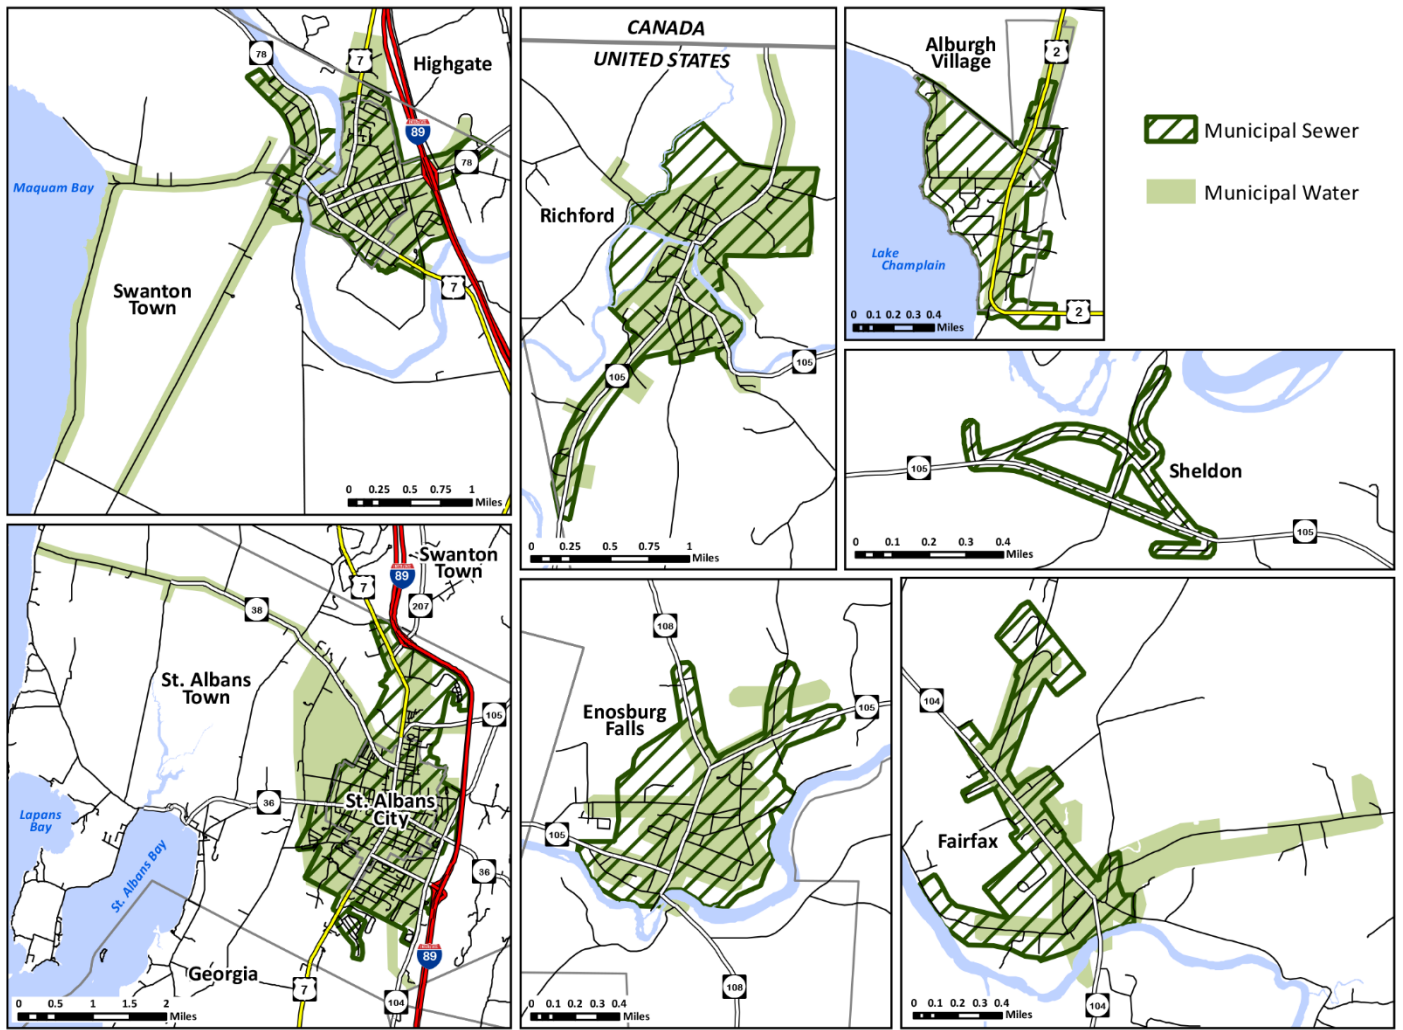 78
7
Highgate
89
78
Maquam Bay
Swanton
Town
7
0 0.25 0.5 0.75 1
Miles
CANADA
UNITED STATES
Richford
105
105
0 0.25 0.5 0.75 1
Miles
Alburgh
Village
2
Lake
Champlain
0 0.1 0.2 0.3 0.4
Miles
2
Municipal Sewer
Municipal Water
105
Sheldon
105
0 0.1 0.2 0.3 0.4
Miles
Swanton
Town
89
7
207
38
St. Albans
Town
105
36
St. Albans
City
Lapans
Bay
St. Albans Bay
36
89
Georgia
7
104
0 0.5 1 1.5 2
Miles
108
Enosburg
Falls
105
105
108
0 0.1 0.2 0.3 0.4
Miles
104
Fairfax
104
0 0.1 0.2 0.3 0.4
Miles